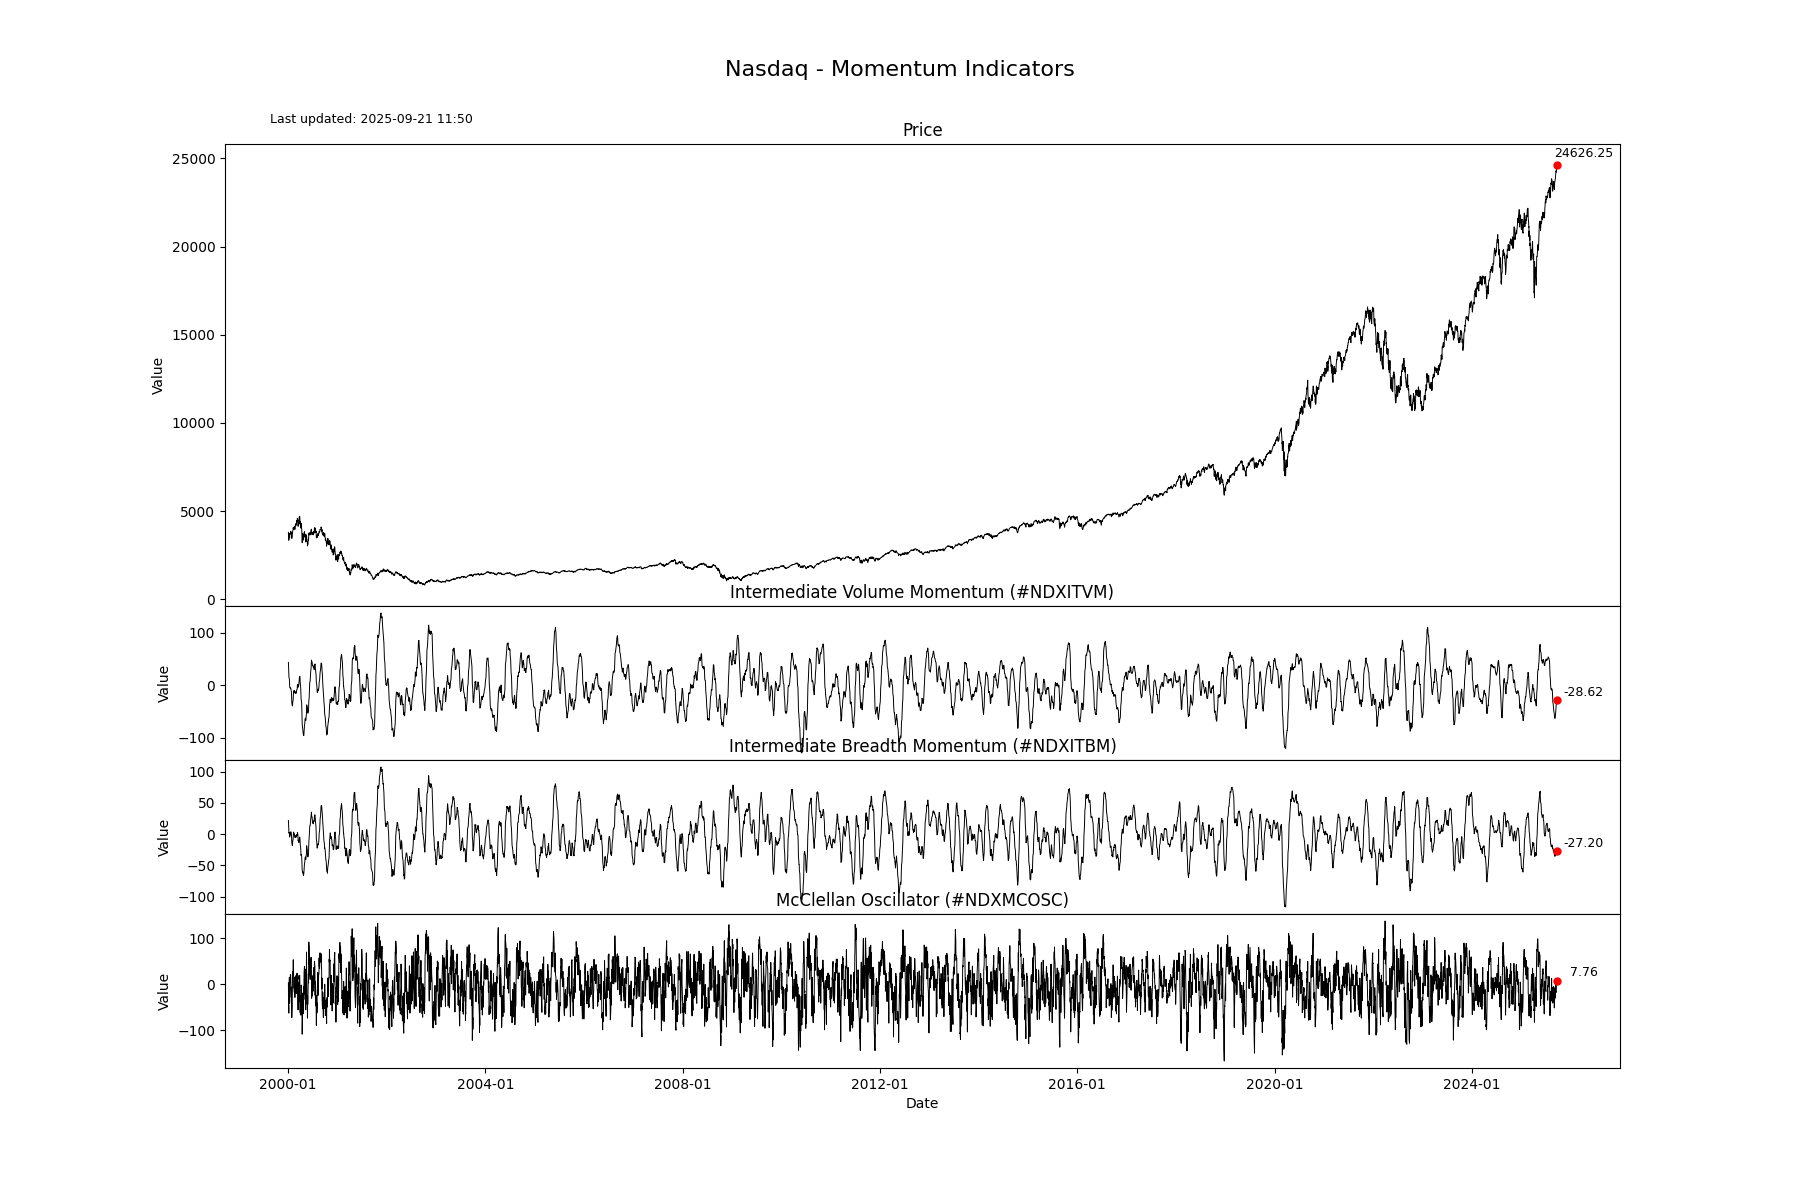 Nasdaq - Momentum Indicators
Last updated: 2025-09-21 11:50
Price
25000
24626.25
20000
15000
Value
10000
5000
0
Intermediate Volume Momentum (#NDXITVM)
100
Value
0
-28.62
−100
Intermediate Breadth Momentum (#NDXITBM)
100
50
Value
0
-27.20
−50
−100
McClellan Oscillator (#NDXMCOSC)
100
Value
0
7.76
−100
2000-01 2004-01 2008-01 2012-01 2016-01 2020-01 2024-01
Date